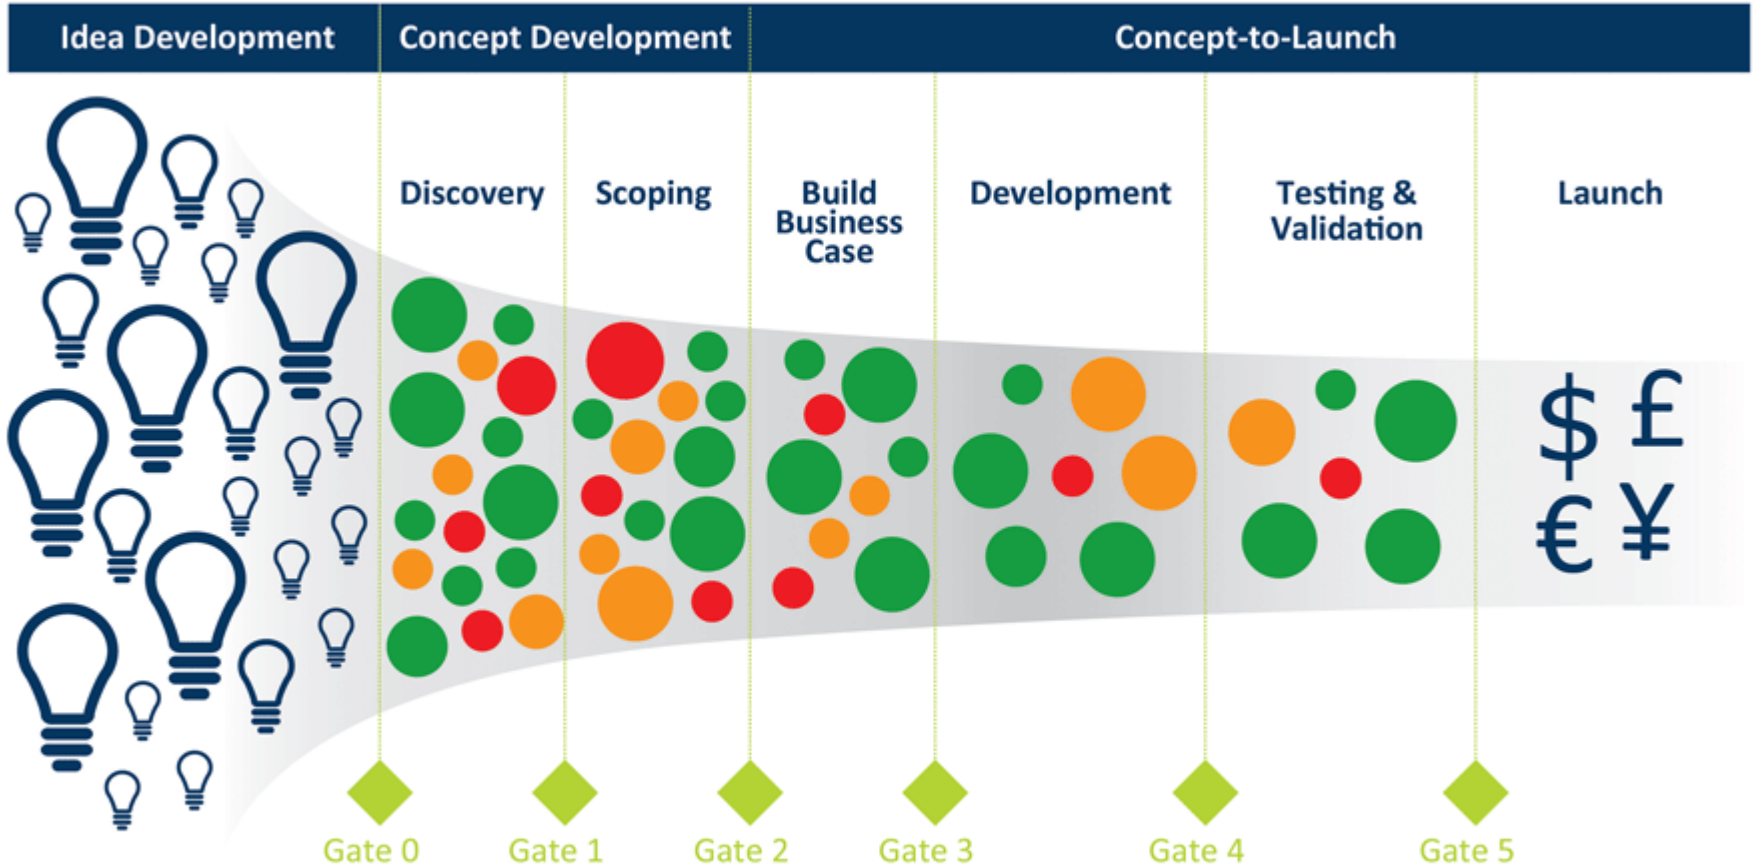 Idea Development
Concept Development
Concept-to-Launch
Discovery
Scoping
Build
Business
Case
Development
Testing &
Validation
Launch
$ £
€ ¥
Gate 0
Gate 1
Gate 2
Gate 3
Gate 4
Gate 5